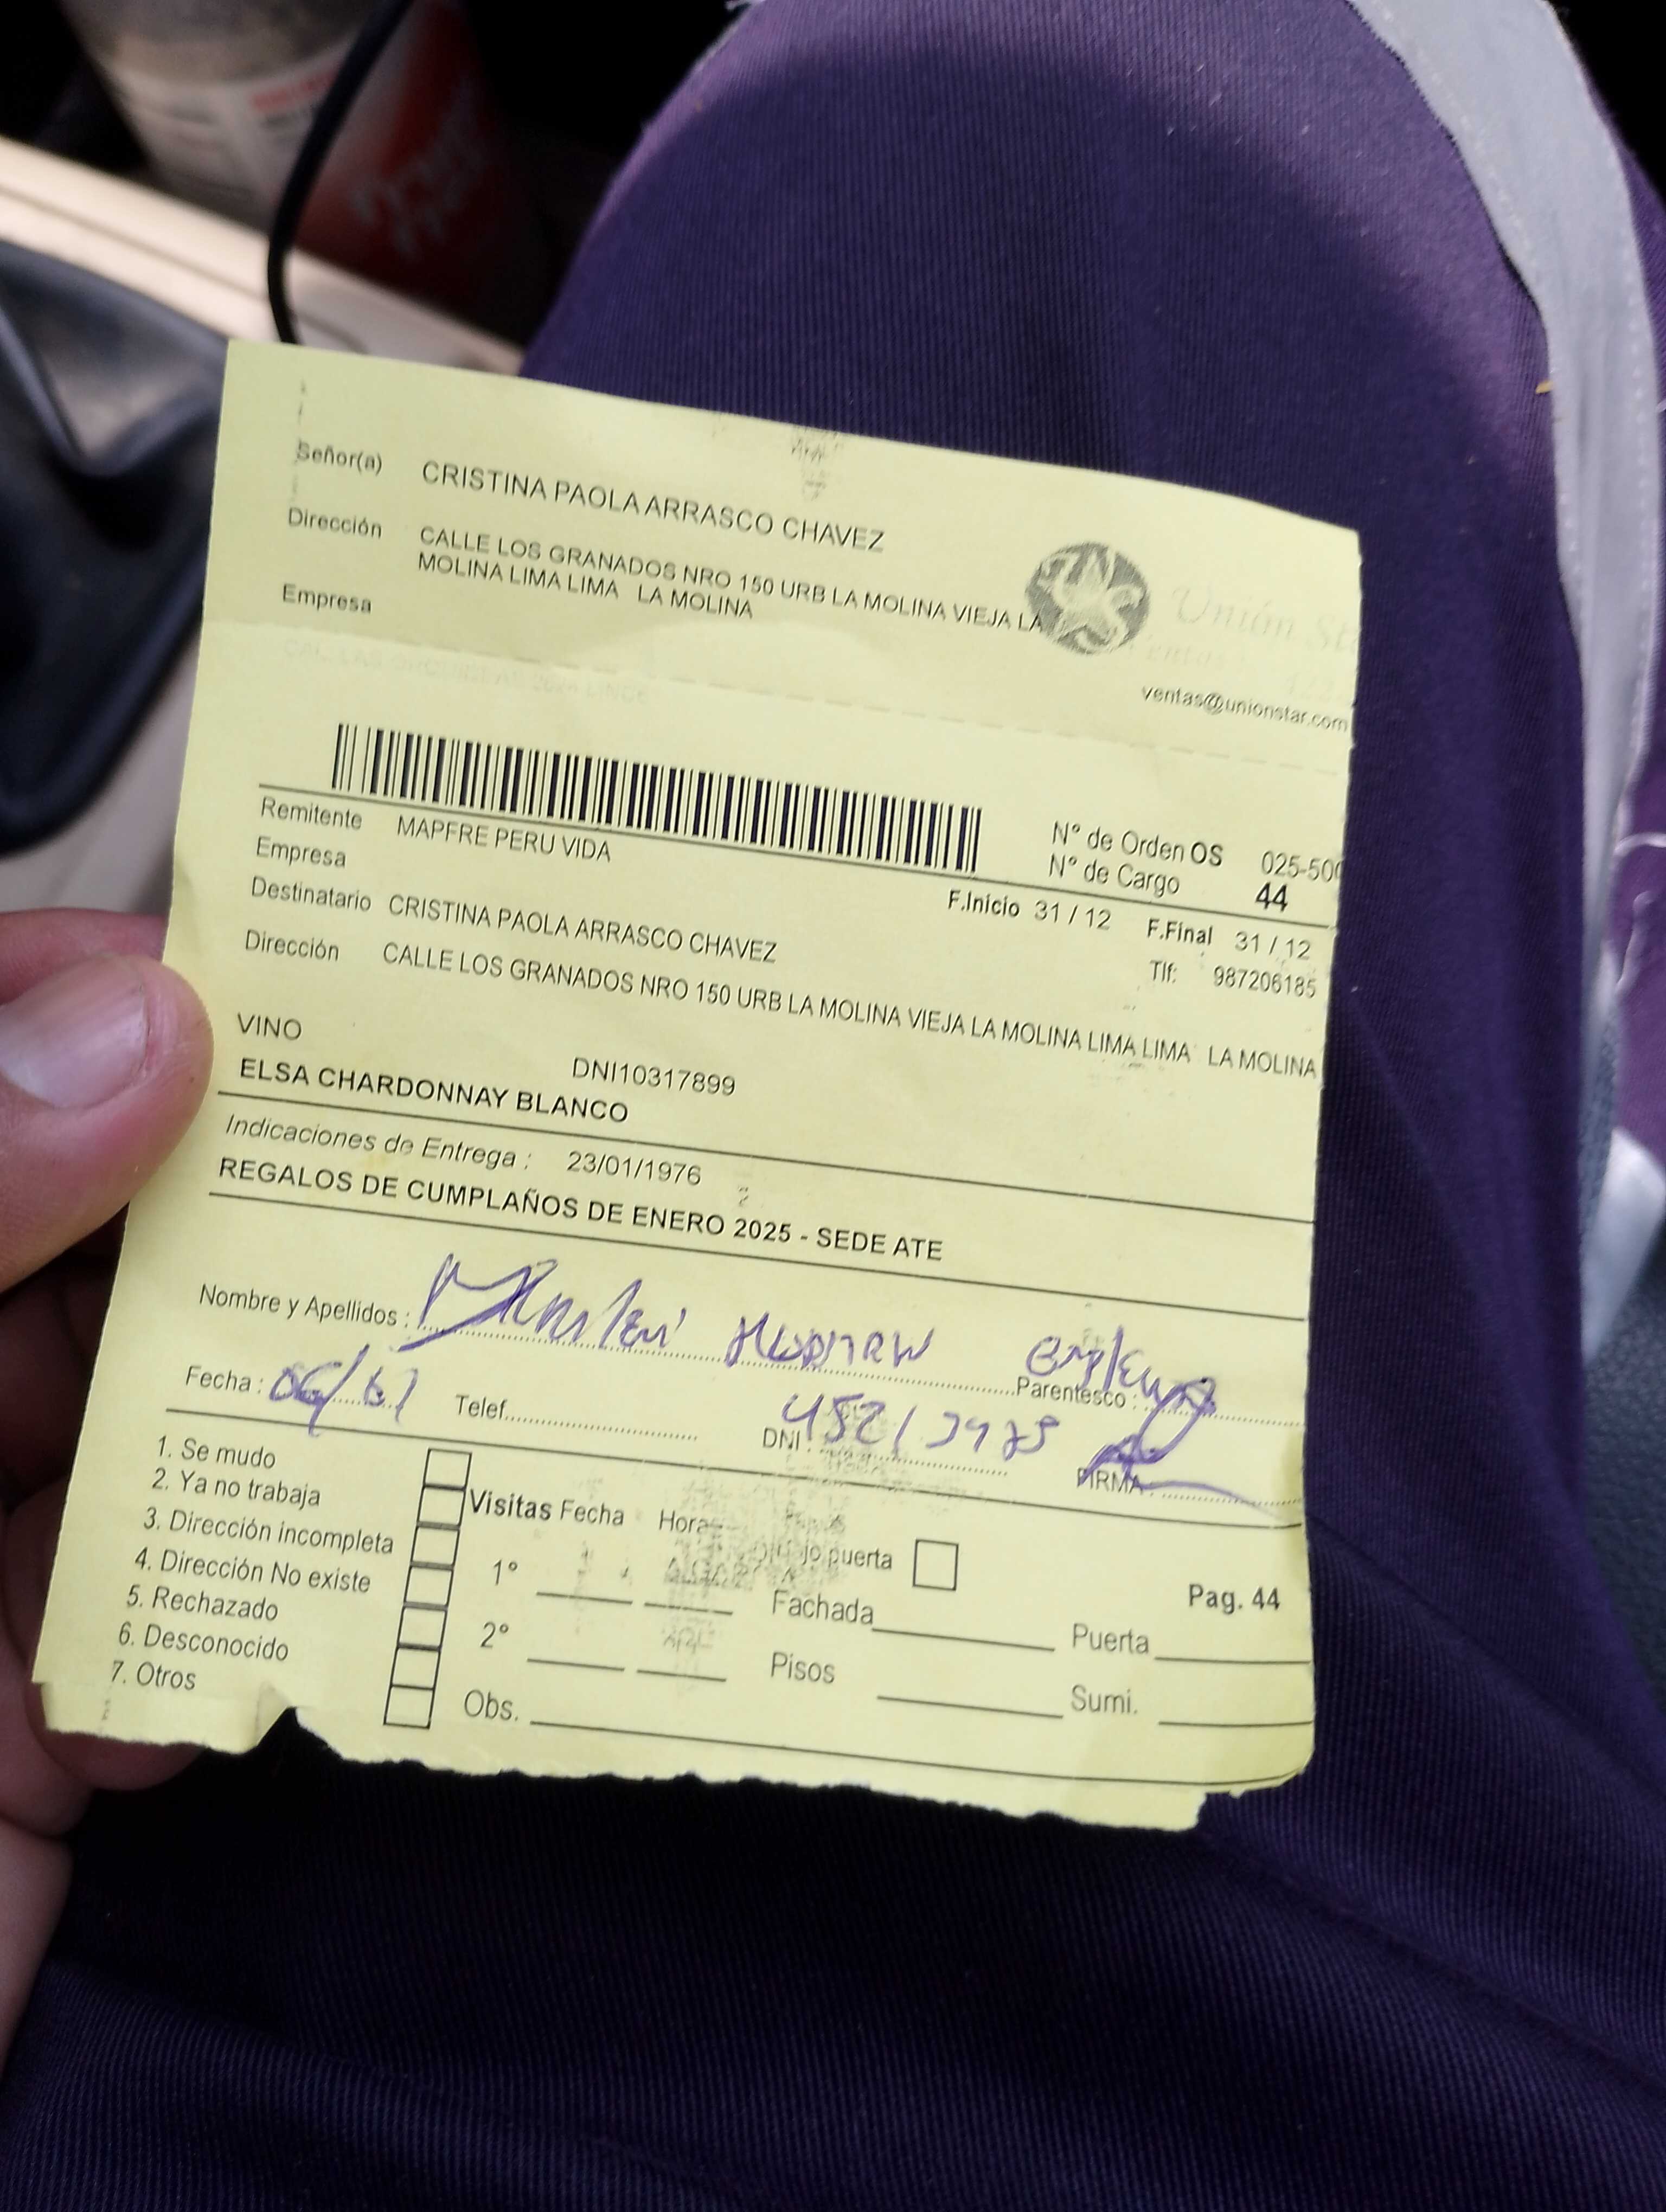 Señor(a) CRISTINA PAOLA ARRASCO CHAVEZ
Dirección CALLE LOS GRANADOS NRO 150 URB LA MOLINA VIEJA LA
MOLINA LIMA LIMA LA MOLINA
Empresa
Unión St
ventas@unionstar.com
N° de Orden OS 025-500
N° de Cargo 44
Remitente MAPFRE PERU VIDA
Empresa
F.Inicio 31 / 12 F.Final 31 / 12
Destinatario CRISTINA PAOLA ARRASCO CHAVEZ
Tlf: 987206185
Dirección CALLE LOS GRANADOS NRO 150 URB LA MOLINA VIEJA LA MOLINA LIMA LIMA LA MOLINA
VINO DNI10317899
ELSA CHARDONNAY BLANCO
Indicaciones de Entrega : 23/01/1976
REGALOS DE CUMPLAÑOS DE ENERO 2025 - SEDE ATE
Nombre y Apellidos :
Parentesco :
Fecha : Telef. DNI :
FIRMA :
1. Se mudo
2. Ya no trabaja
3. Dirección incompleta
4. Dirección No existe
5. Rechazado
6. Desconocido
7. Otros
Visitas Fecha Hora
1° jo puerta
Fachada Puerta
2° Pisos Sumi.
Obs.
Pag. 44